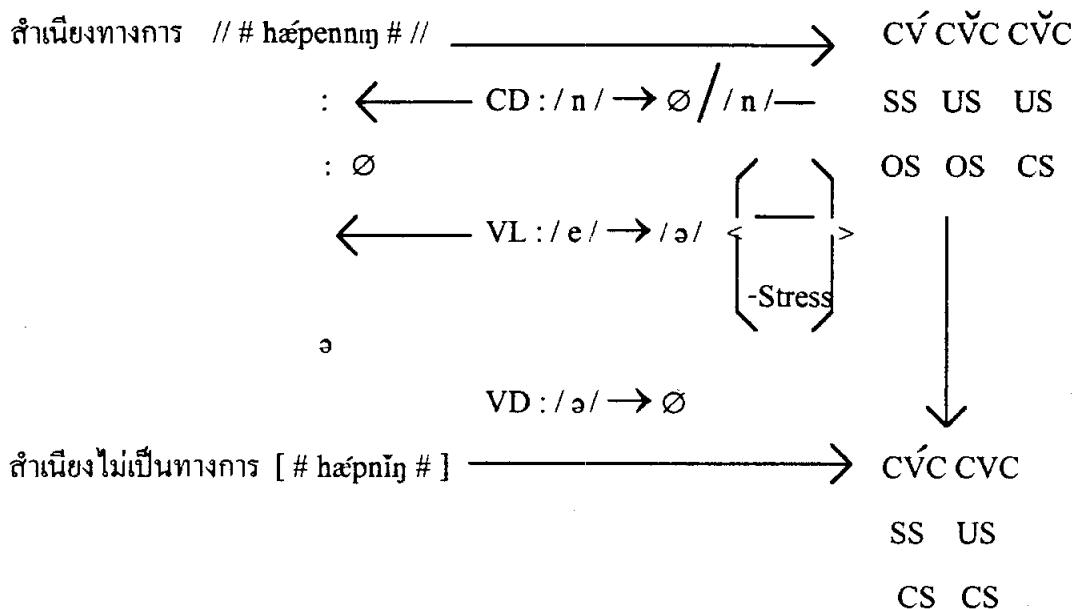 สำเนียงทางการ // # hǽpennıŋ # // CV́ CV̆C CV̆C
: CD : / n / → ∅ / / n /— SS US US
: ∅ OS OS CS
VL : / e / → / ə / < — >
-Stress
ə
VD : / ə / → ∅
สำเนียงไม่เป็นทางการ [ # hǽpnĭŋ # ] CV́C CVC
SS US
CS CS